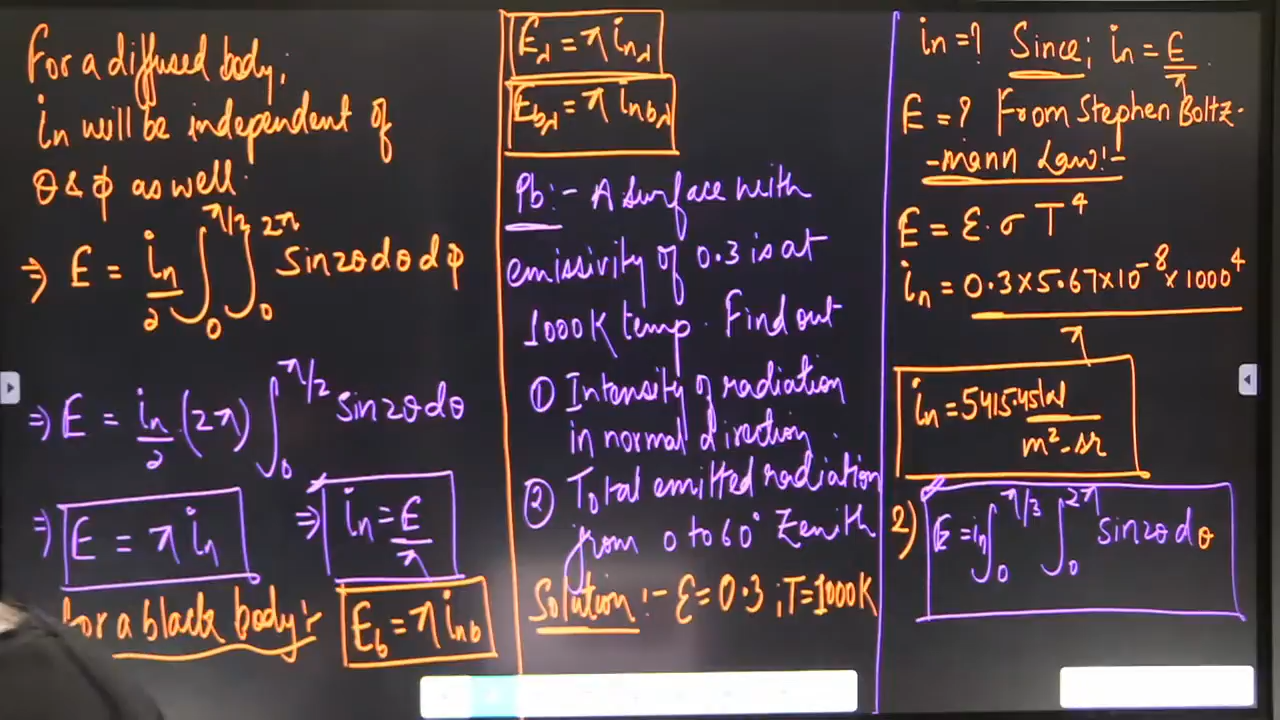 For a diffused body;
in will be independent of
θ & φ as well.
⇒ E = in/2 ∫₀^π/2 ∫₀^2π Sin2θdθdφ
⇒ E = in/2 (2π) ∫₀^π/2 Sin2θdθ
⇒ E = π in ⇒ in = E/π
For a black body:- Eb = π inb
Eλ = π inλ
Ebλ = π inbλ
Pb:- A surface with
emissivity of 0.3 is at
1000K temp. Find out
① Intensity of radiation
in normal direction.
② Total emitted radiation
from 0 to 60° Zenith
Solution:- ε = 0.3 ; T=1000K
in =? Since; in = E/π
E =? From Stephen Boltz-
-mann Law:-
E = ε.σ T⁴
in = 0.3×5.67×10⁻⁸×1000⁴/π
in = 5415.45 W/m²-sr
2) E = in ∫₀^π/3 ∫₀^2π Sin2θ dθ